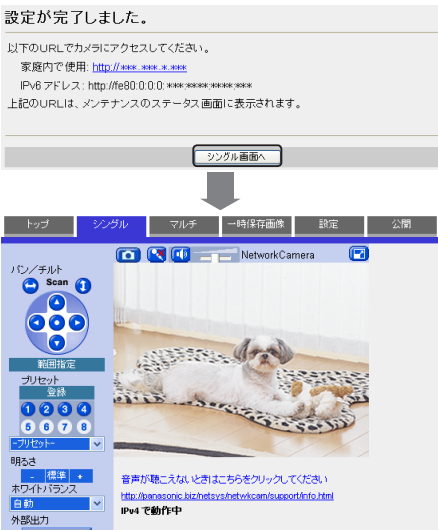 設定が完了しました。
以下のURLでカメラにアクセスしてください。
家庭内で使用: http://***.***.*.***
IPv6 アドレス: http://fe80:0:0:0:****:****:****:***
上記のURLは、メンテナンスのステータス画面に表示されます。
シングル画面へ
トップ シングル マルチ 一時保存画像 設定 公開
NetworkCamera
パン/チルト
Scan
範囲指定
プリセット
登録
1 2 3 4
5 6 7 8
-プリセット-
明るさ
- 標準 +
ホワイトバランス
自動
外部出力
音声が聴こえないときはこちらをクリックしてください
http://panasonic.biz/netsys/netwkcam/support/info.html
IPv4 で動作中